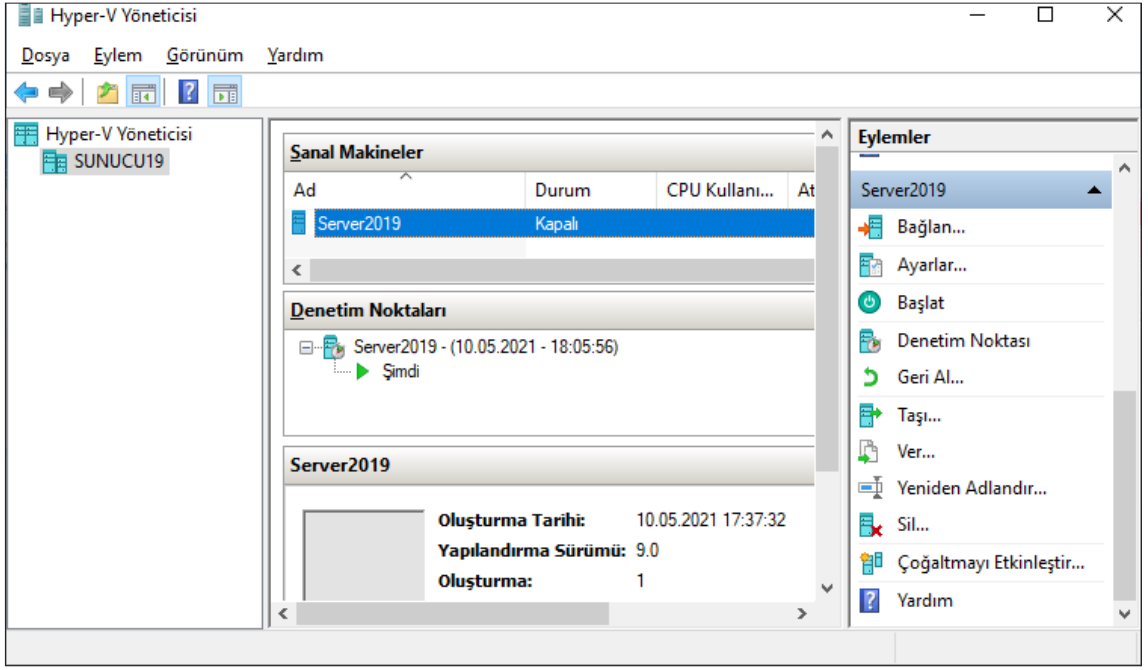 Hyper-V Yöneticisi
Dosya Eylem Görünüm Yardım
Hyper-V Yöneticisi
SUNUCU19
Sanal Makineler
Ad Durum CPU Kullanı... At
Server2019 Kapalı
Denetim Noktaları
Server2019 - (10.05.2021 - 18:05:56)
Şimdi
Server2019
Oluşturma Tarihi: 10.05.2021 17:37:32
Yapılandırma Sürümü: 9.0
Oluşturma: 1
Eylemler
Server2019
Bağlan...
Ayarlar...
Başlat
Denetim Noktası
Geri Al...
Taşı...
Ver...
Yeniden Adlandır...
Sil...
Çoğaltmayı Etkinleştir...
Yardım